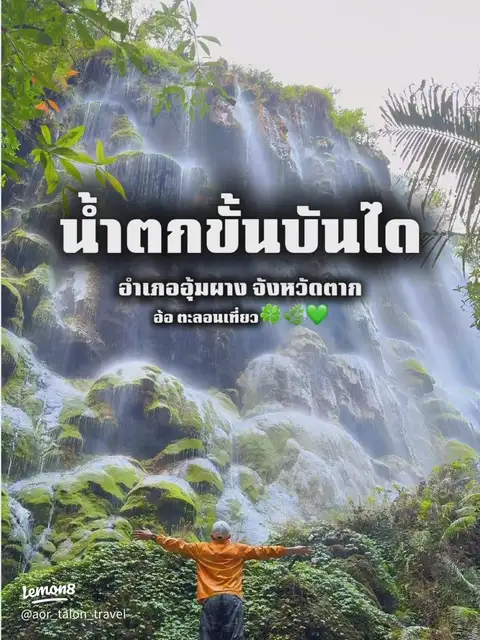 น้ำตกขั้นบันได
อำเภออุ้มผาง จังหวัดตาก
อ้อ ตะลอนเที่ยว🍀🌿💚
Lemon8
@aor_talon_travel